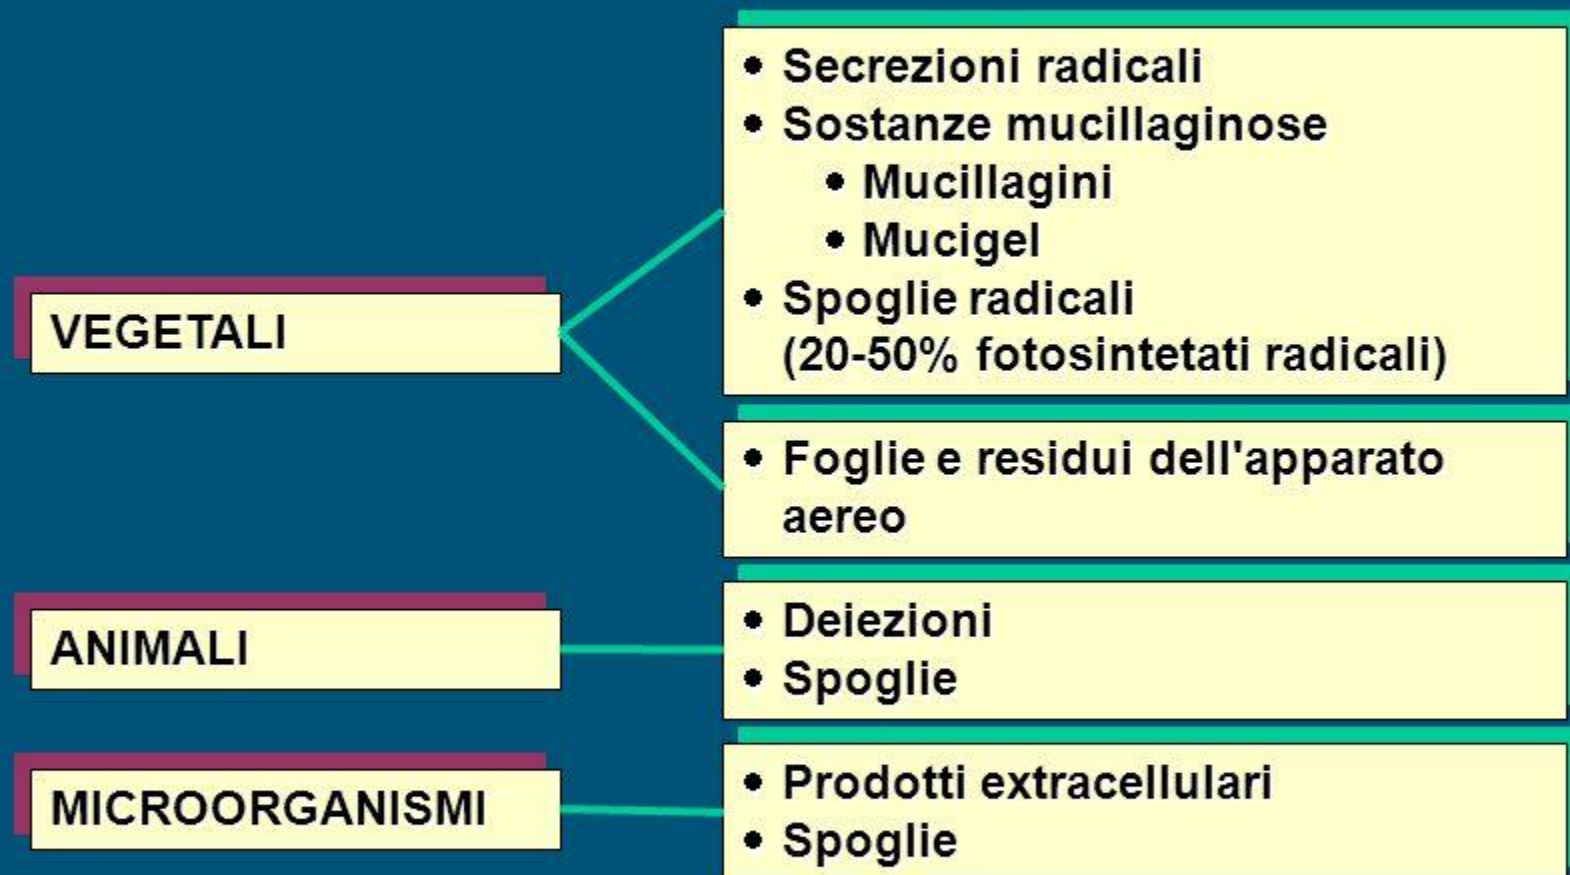 VEGETALI
• Secrezioni radicali
• Sostanze mucillaginose
• Mucillagini
• Mucigel
• Spoglie radicali
(20-50% fotosintetati radicali)
• Foglie e residui dell'apparato
aereo
ANIMALI
• Deiezioni
• Spoglie
MICROORGANISMI
• Prodotti extracellulari
• Spoglie